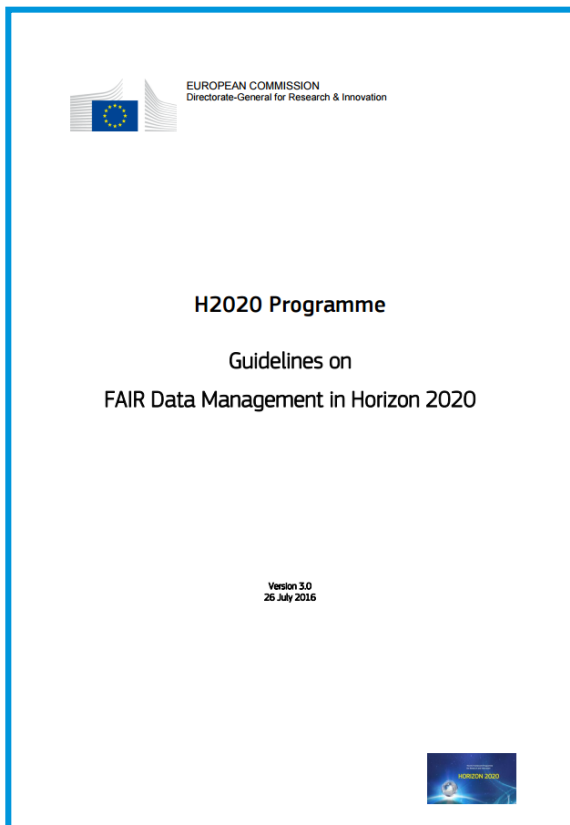 EUROPEAN COMMISSION
Directorate-General for Research & Innovation
H2020 Programme
Guidelines on
FAIR Data Management in Horizon 2020
Version 3.0
26 July 2016
HORIZON 2020